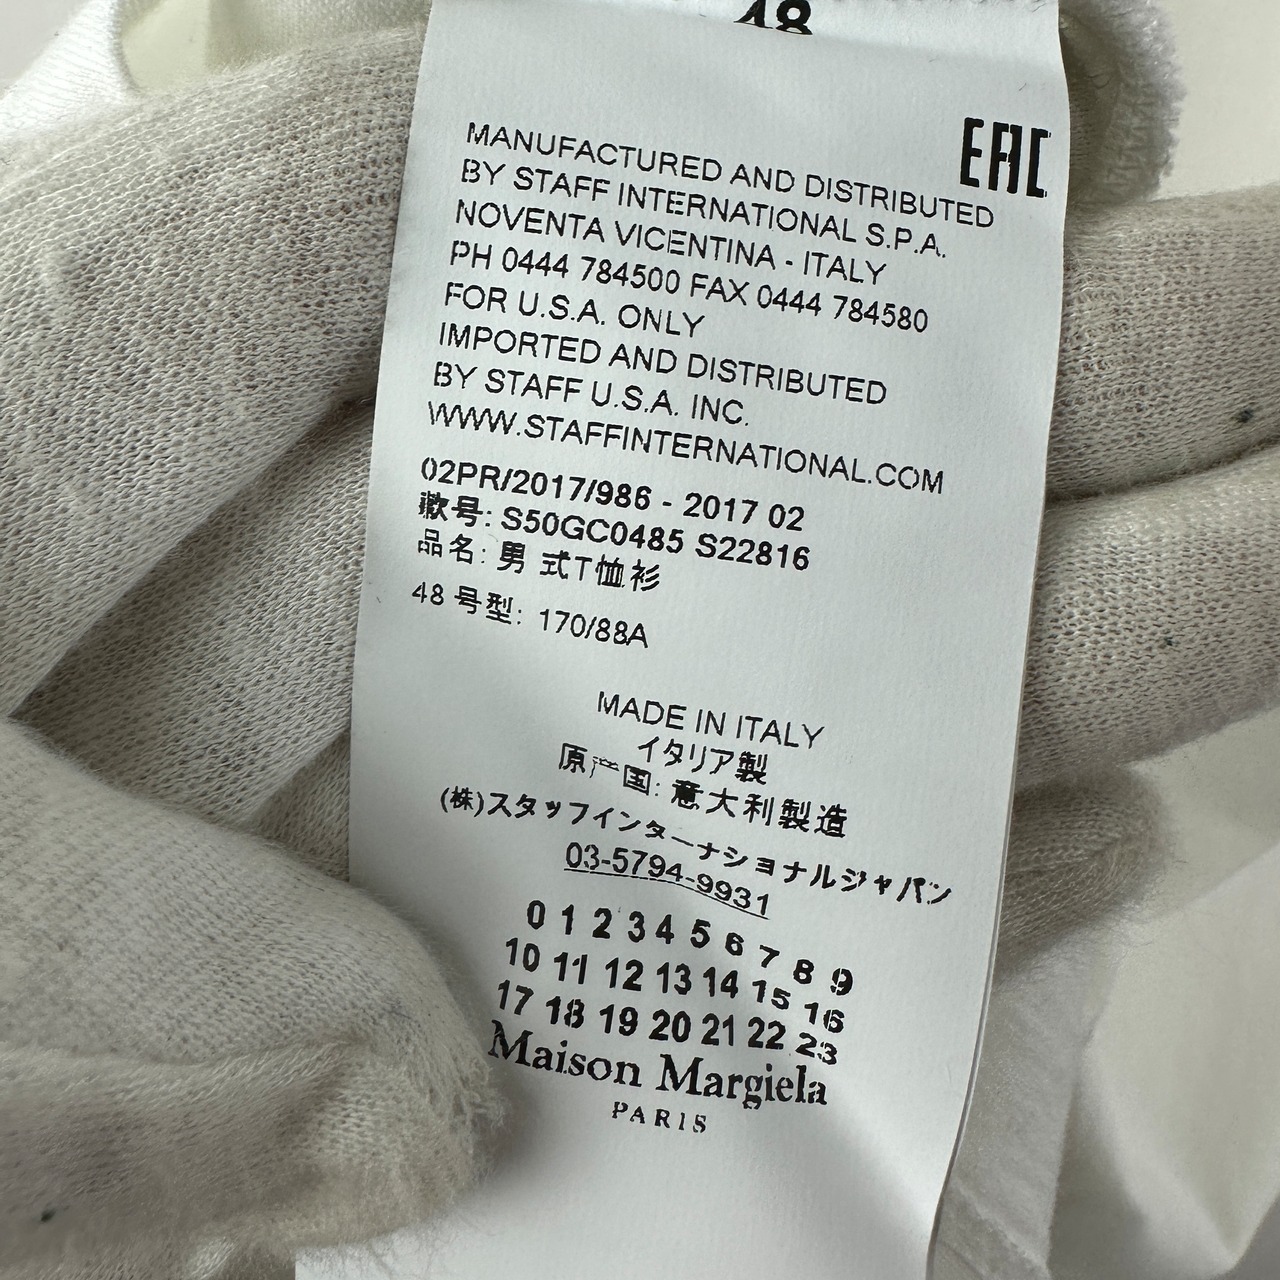 48
EAC
MANUFACTURED AND DISTRIBUTED
BY STAFF INTERNATIONAL S.P.A.
NOVENTA VICENTINA - ITALY
PH 0444 784500 FAX 0444 784580
FOR U.S.A. ONLY
IMPORTED AND DISTRIBUTED
BY STAFF U.S.A. INC.
WWW.STAFFINTERNATIONAL.COM
02PR/2017/986 - 2017 02
款号: S50GC0485 S22816
品名: 男 式T恤衫
48 号型: 170/88A
MADE IN ITALY
イタリア製
原产国: 意大利製造
(株)スタッフインターナショナルジャパン
03-5794-9931
0 1 2 3 4 5 6 7 8 9
10 11 12 13 14 15 16
17 18 19 20 21 22 23
Maison Margiela
PARIS